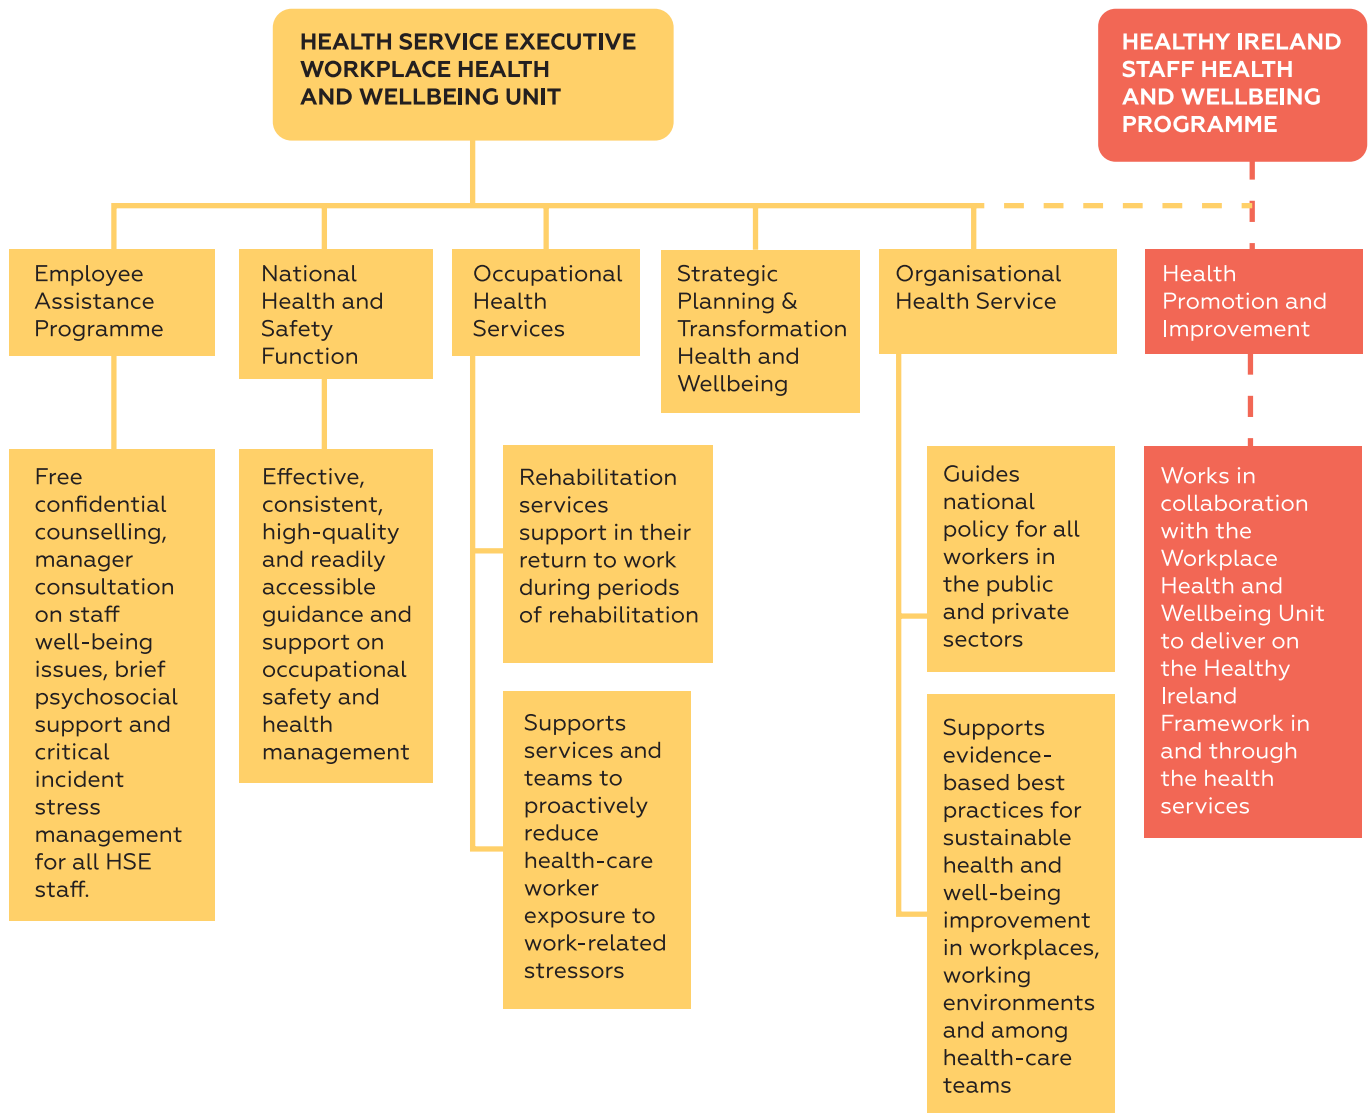 HEALTH SERVICE EXECUTIVE
WORKPLACE HEALTH
AND WELLBEING UNIT
HEALTHY IRELAND
STAFF HEALTH
AND WELLBEING
PROGRAMME
Employee
Assistance
Programme
National
Health and
Safety
Function
Occupational
Health
Services
Strategic
Planning &
Transformation
Health and
Wellbeing
Organisational
Health Service
Health
Promotion and
Improvement
Free
confidential
counselling,
manager
consultation
on staff
well-being
issues, brief
psychosocial
support and
critical
incident
stress
management
for all HSE
staff.
Effective,
consistent,
high-quality
and readily
accessible
guidance and
support on
occupational
safety and
health
management
Rehabilitation
services
support in their
return to work
during periods
of rehabilitation
Supports
services and
teams to
proactively
reduce
health-care
worker
exposure to
work-related
stressors
Guides
national
policy for all
workers in
the public
and private
sectors
Supports
evidence-
based best
practices for
sustainable
health and
well-being
improvement
in workplaces,
working
environments
and among
health-care
teams
Works in
collaboration
with the
Workplace
Health and
Wellbeing Unit
to deliver on
the Healthy
Ireland
Framework in
and through
the health
services